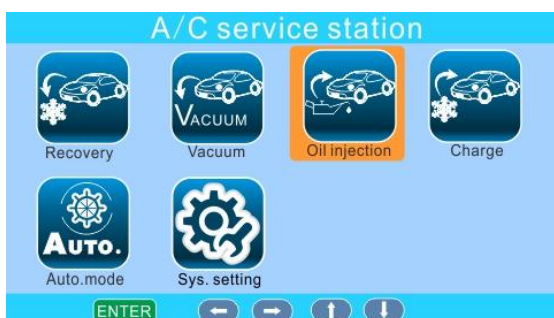 A/C service station
VACUUM
Recovery
Vacuum
Oil injection
Charge
AUTO.
Auto.mode
Sys. setting
ENTER